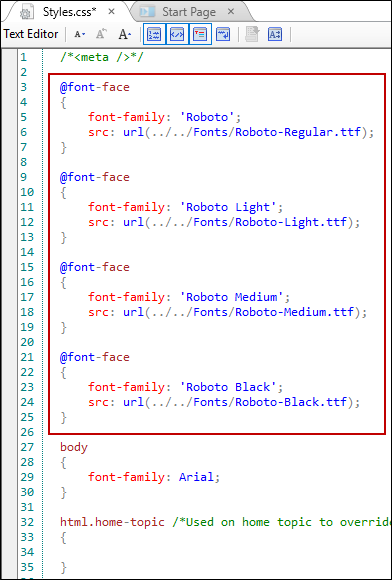 Styles.css* × Start Page ×
Text Editor A A A
1 /*<meta />*/
2
3 @font-face
4 {
5 font-family: 'Roboto';
6 src: url(../../Fonts/Roboto-Regular.ttf);
7 }
8
9 @font-face
10 {
11 font-family: 'Roboto Light';
12 src: url(../../Fonts/Roboto-Light.ttf);
13 }
14
15 @font-face
16 {
17 font-family: 'Roboto Medium';
18 src: url(../../Fonts/Roboto-Medium.ttf);
19 }
20
21 @font-face
22 {
23 font-family: 'Roboto Black';
24 src: url(../../Fonts/Roboto-Black.ttf);
25 }
26
27 body
28 {
29 font-family: Arial;
30 }
31
32 html.home-topic /*Used on home topic to override
33 {
34
35 }